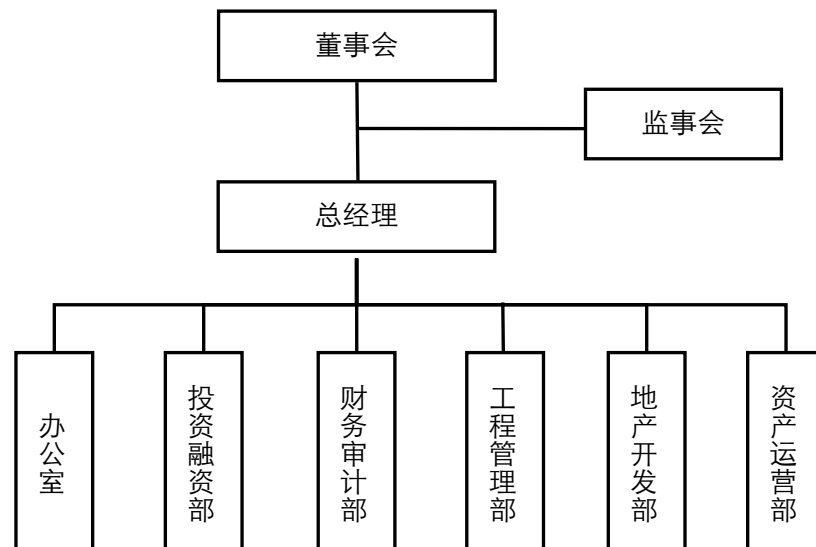 董事会
监事会
总经理
办公室
投资融资部
财务审计部
工程管理部
地产开发部
资产运营部